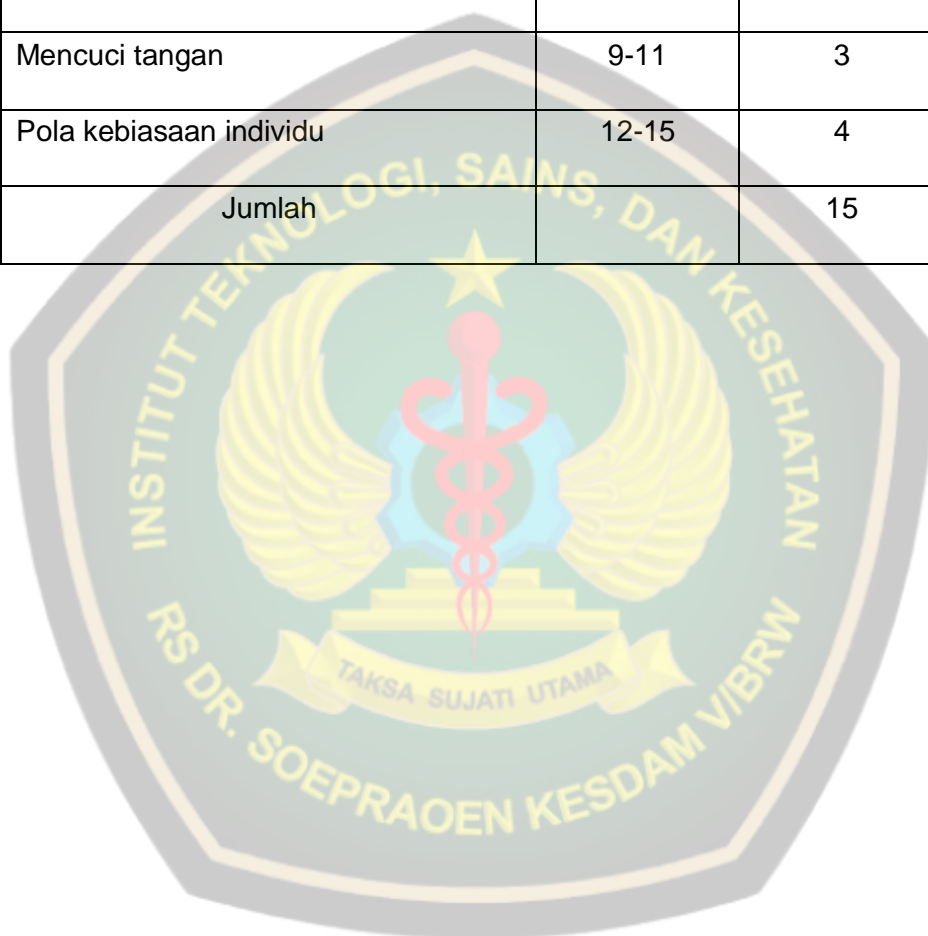 Mencuci tangan 9-11 3
Pola kebiasaan individu 12-15 4
Jumlah 15
INSTITUT TEKNOLOGI, SAINS, DAN KESEHATAN
TAKSA SUJATI UTAMA
RS DR. SOEPRAOEN KESDAM V/BRW